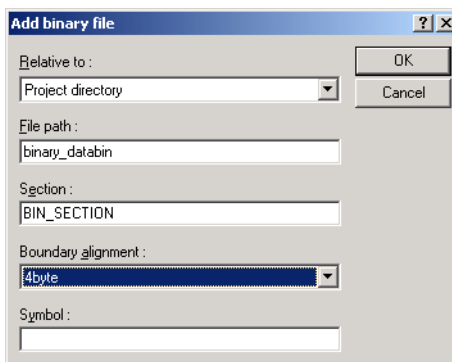 Add binary file
Relative to :
OK
Project directory
Cancel
File path :
binary_databin
Section :
BIN_SECTION
Boundary alignment :
4byte
Symbol :